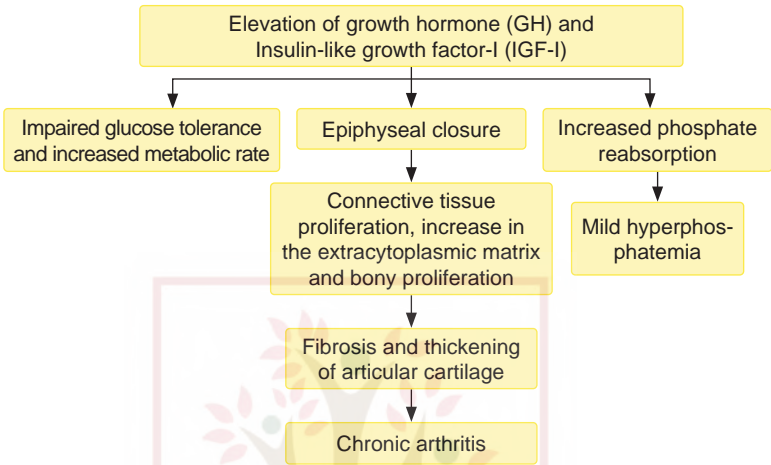 Elevation of growth hormone (GH) and
Insulin-like growth factor-I (IGF-I)
Impaired glucose tolerance
and increased metabolic rate
Epiphyseal closure
Increased phosphate
reabsorption
Connective tissue
proliferation, increase in
the extracytoplasmic matrix
and bony proliferation
Mild hyperphos-
phatemia
Fibrosis and thickening
of articular cartilage
Chronic arthritis